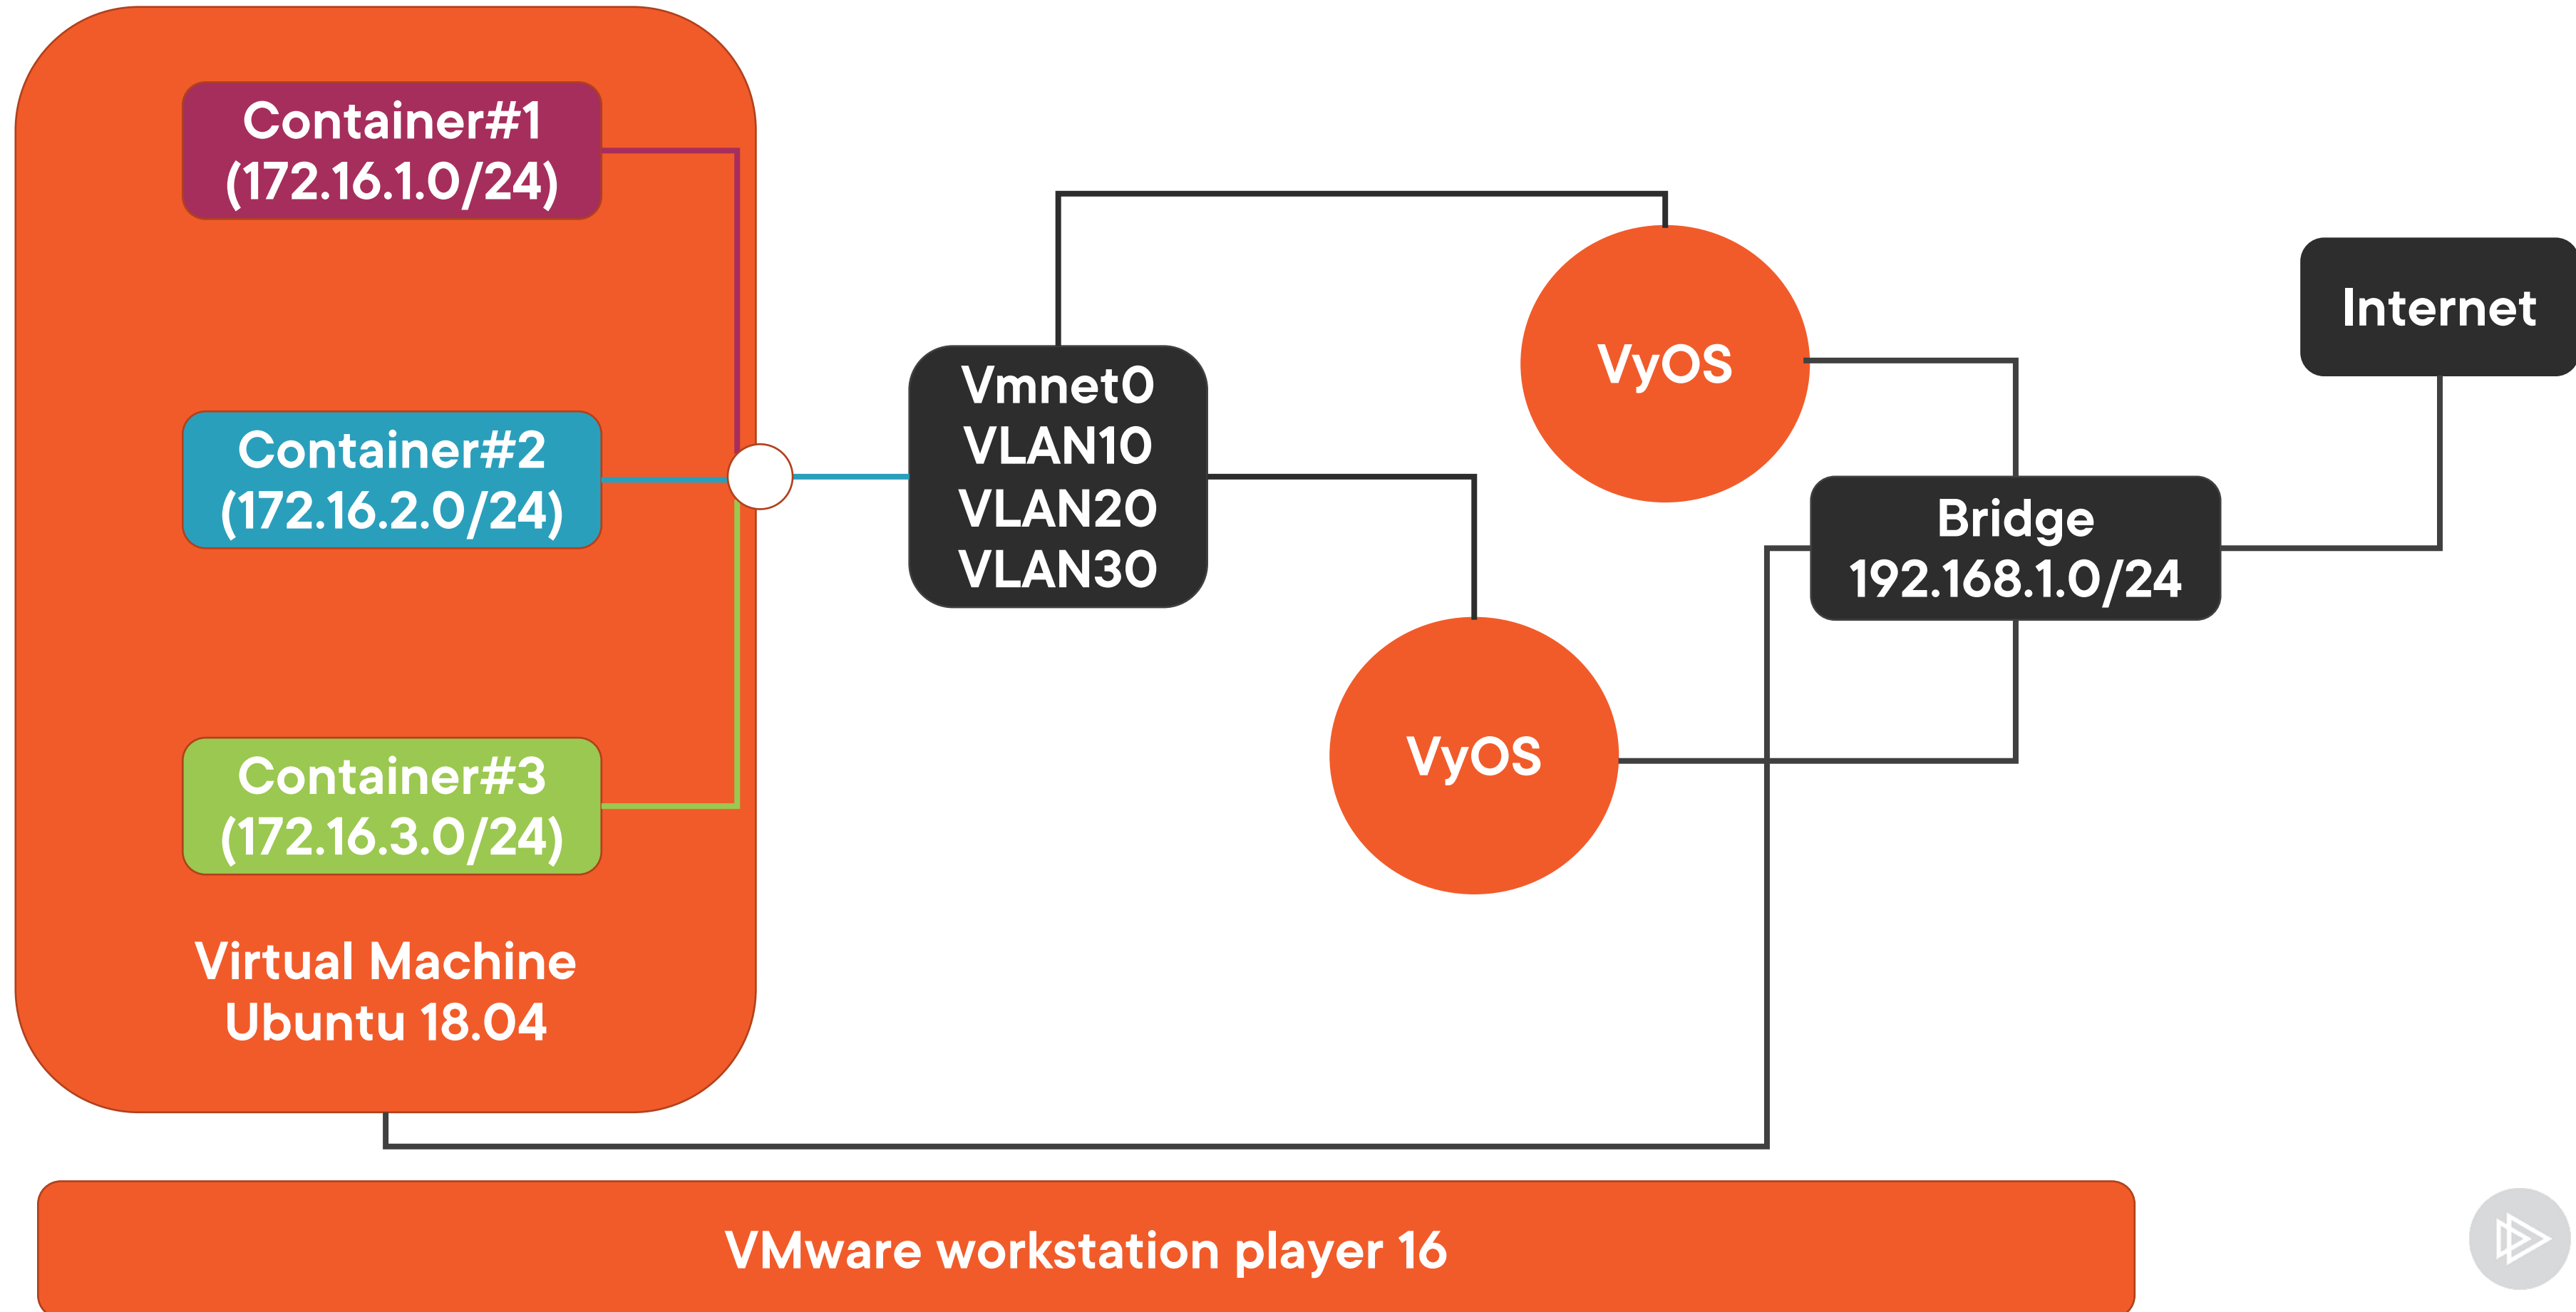 Container#1
(172.16.1.0/24)
Container#2
(172.16.2.0/24)
Container#3
(172.16.3.0/24)
Virtual Machine
Ubuntu 18.04
Vmnet0
VLAN10
VLAN20
VLAN30
VyOS
VyOS
Bridge
192.168.1.0/24
Internet
VMware workstation player 16